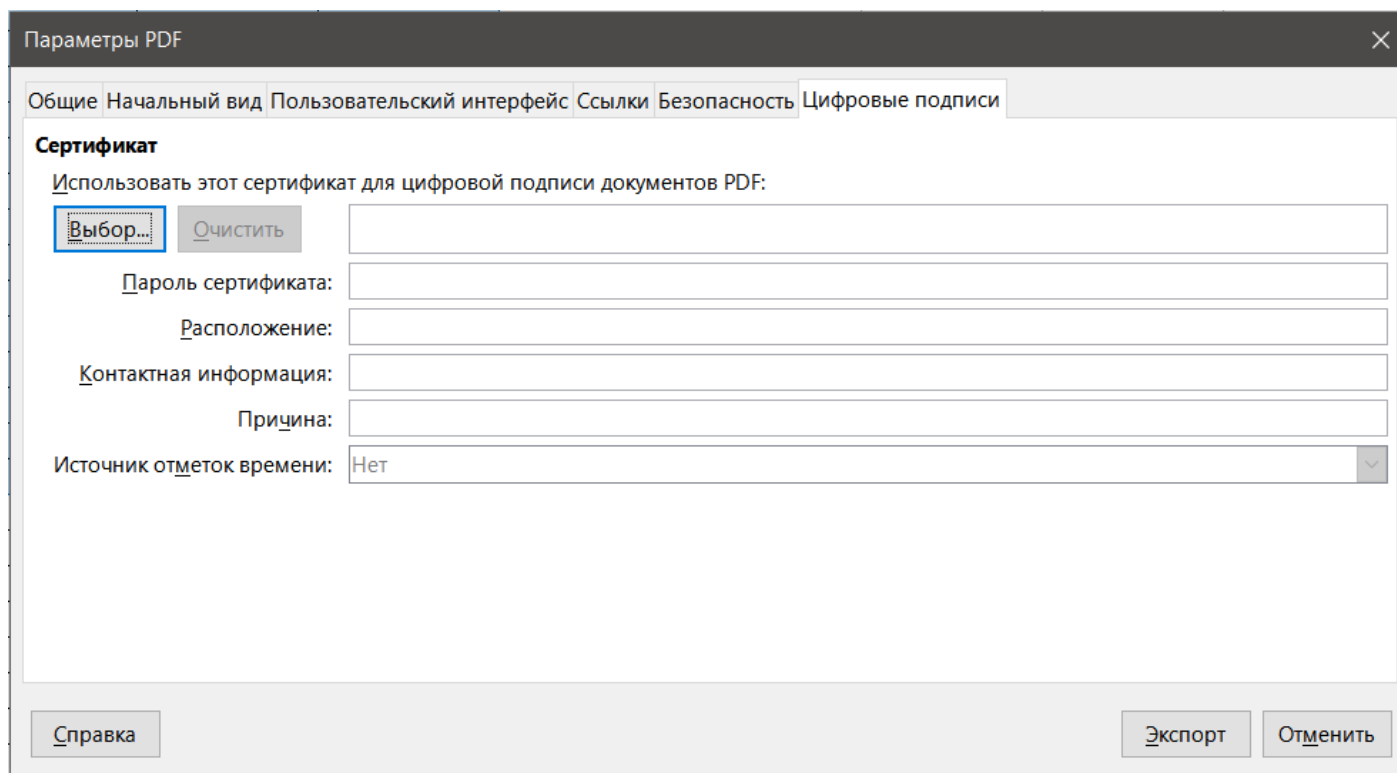 Параметры PDF
Общие Начальный вид Пользовательский интерфейс Ссылки Безопасность Цифровые подписи
Сертификат
Использовать этот сертификат для цифровой подписи документов PDF:
Выбор... Очистить
Пароль сертификата:
Расположение:
Контактная информация:
Причина:
Источник отметок времени: Нет
Справка Экспорт Отменить